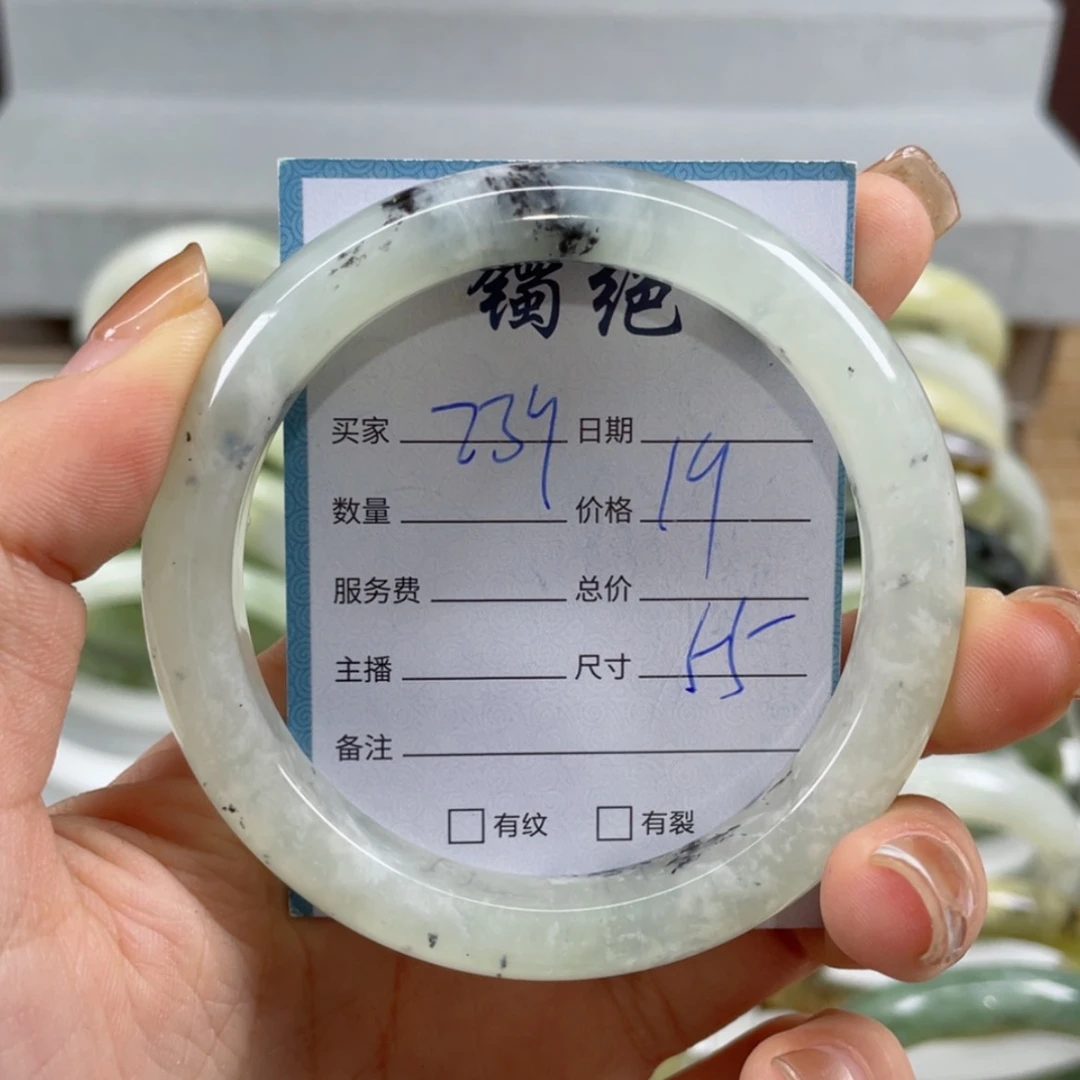 镯绝
买家 234 日期
数量 价格 19
服务费 总价
主播 尺寸 55
备注
□有纹 □有裂